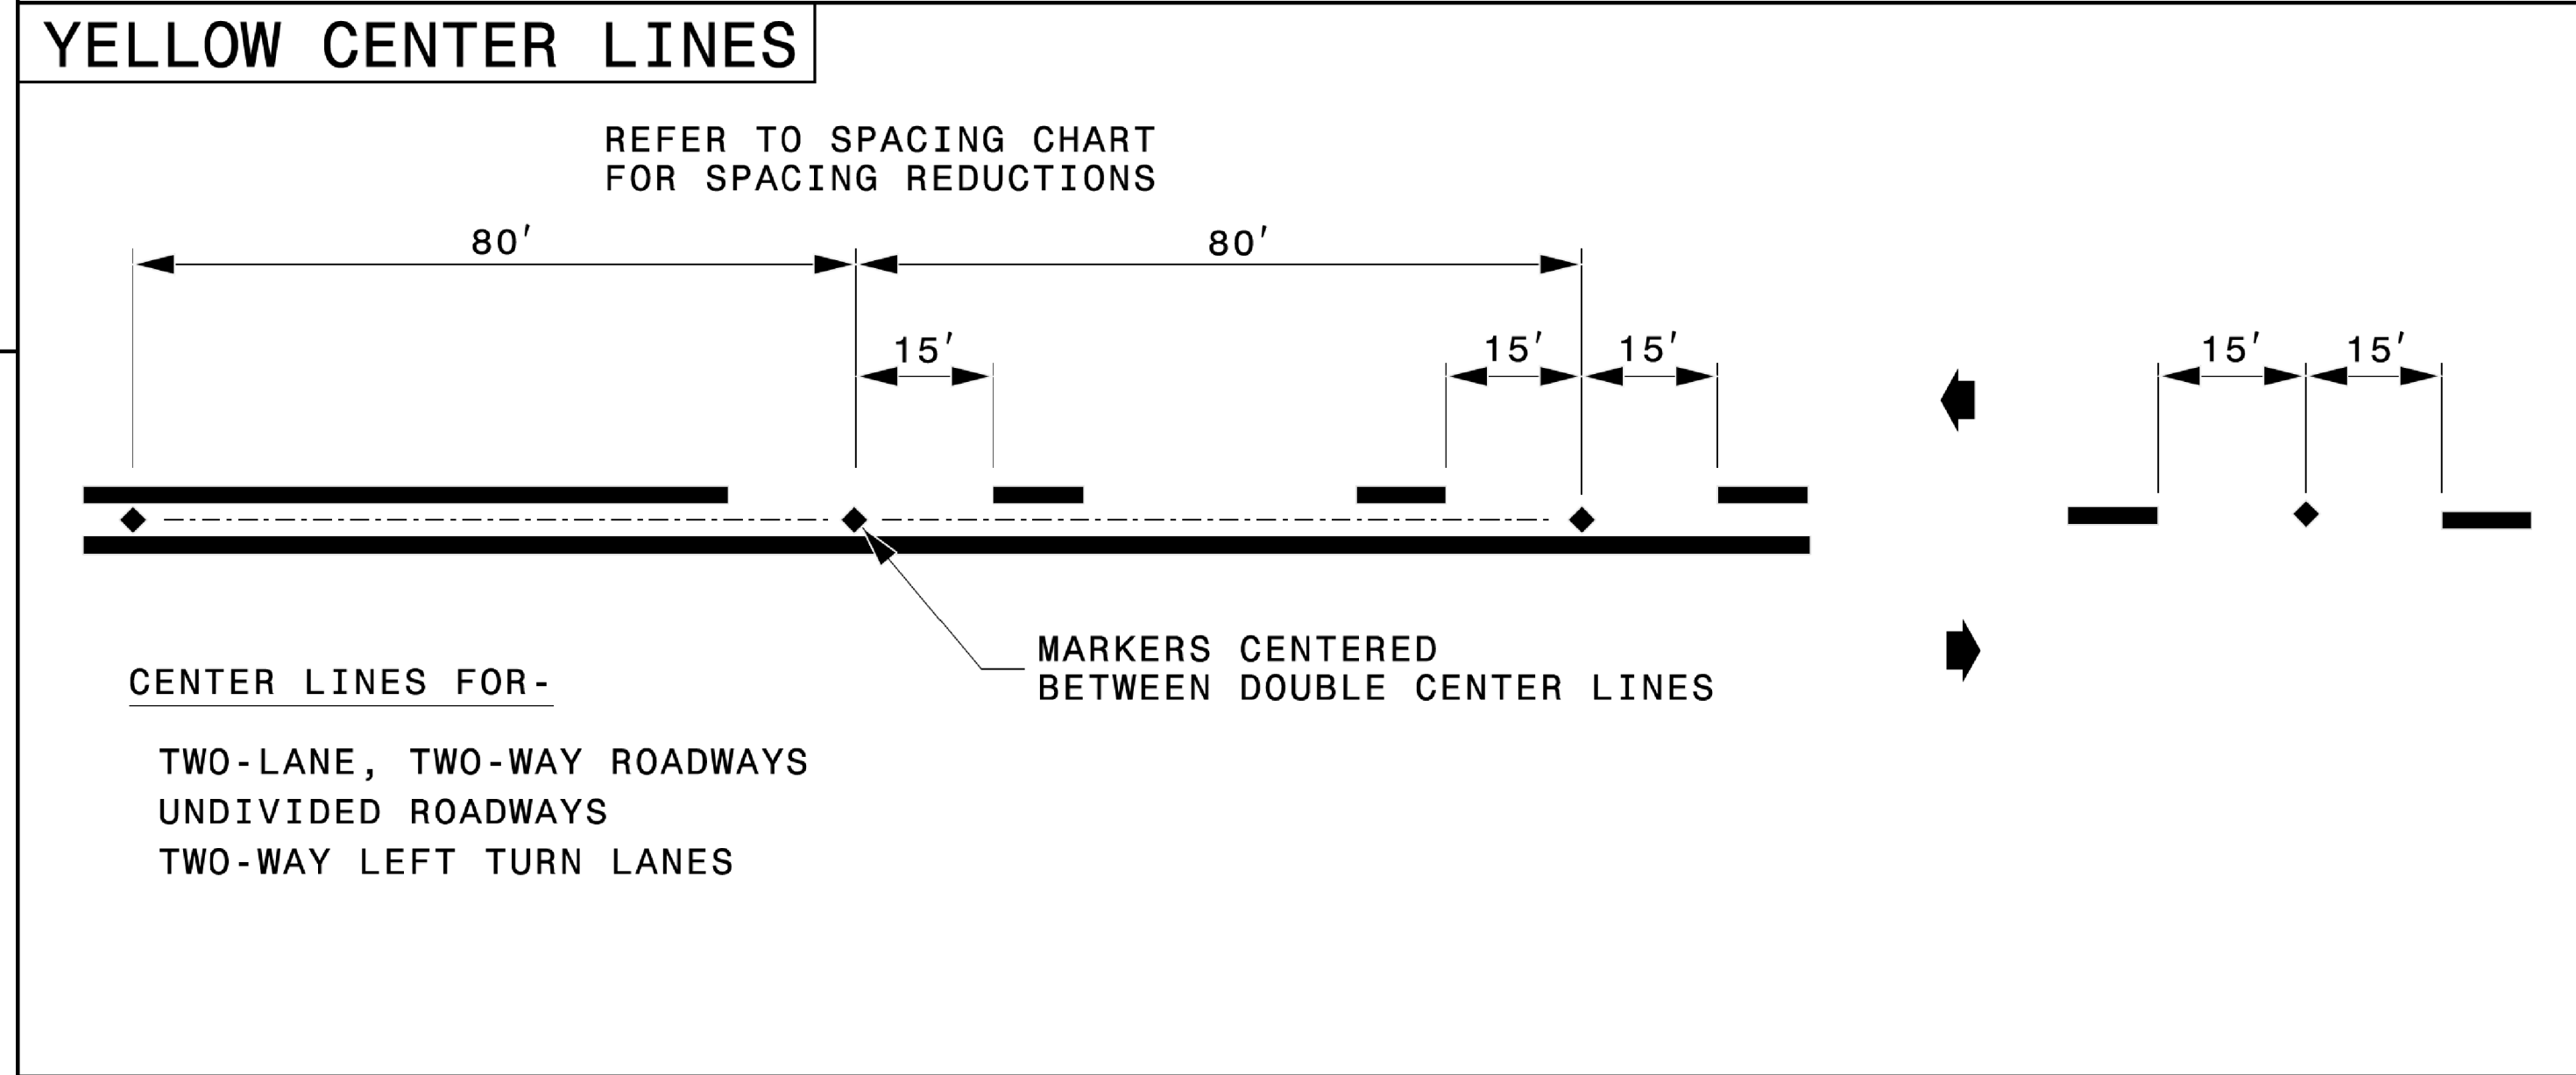 YELLOW CENTER LINES
REFER TO SPACING CHART
FOR SPACING REDUCTIONS
80'
80'
15'
15'
15'
15'
15'
MARKERS CENTERED
BETWEEN DOUBLE CENTER LINES
CENTER LINES FOR-
TWO-LANE, TWO-WAY ROADWAYS
UNDIVIDED ROADWAYS
TWO-WAY LEFT TURN LANES